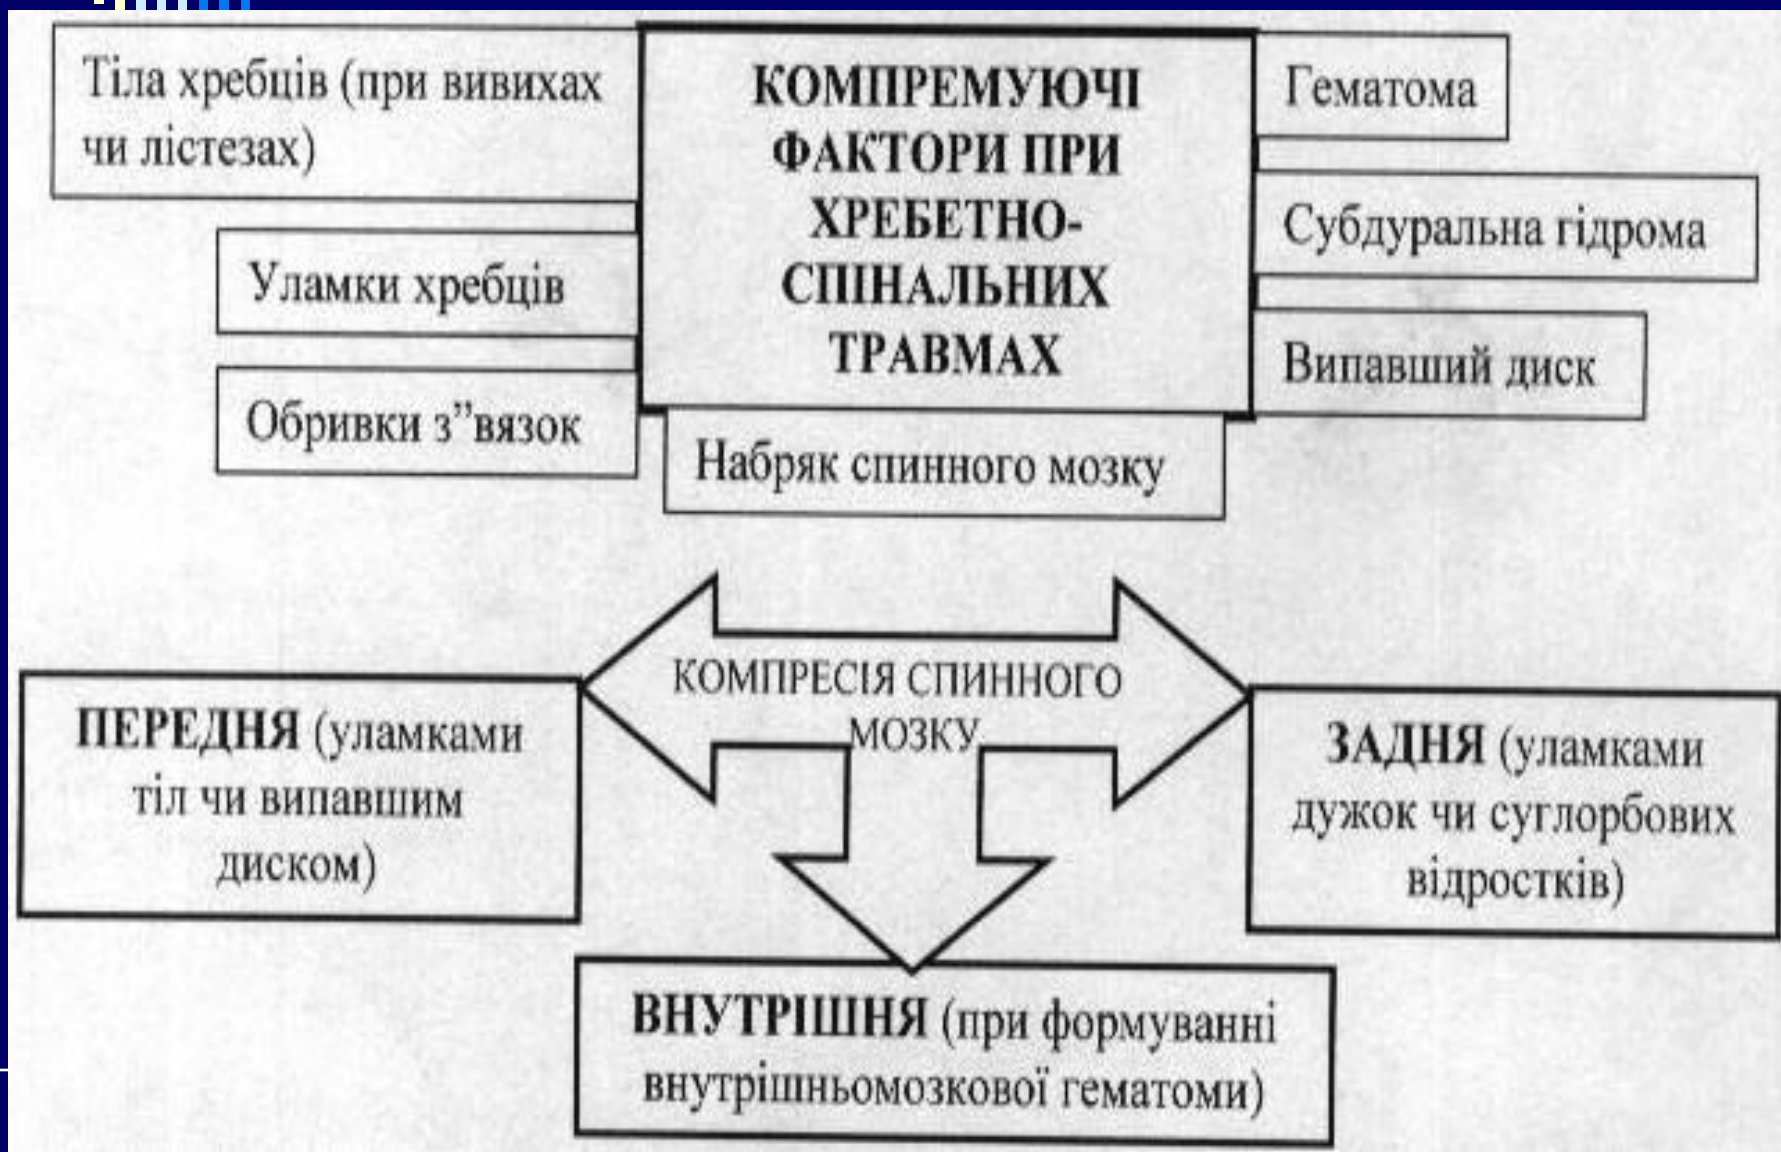 Тіла хребців (при вивихах
чи лістезах)
Уламки хребців
Обривки з”вязок
КОМПРЕМУЮЧІ
ФАКТОРИ ПРИ
ХРЕБЕТНО-
СПІНАЛЬНИХ
ТРАВМАХ
Набряк спинного мозку
Гематома
Субдуральна гідрома
Випавший диск
КОМПРЕСІЯ СПИННОГО
МОЗКУ
ПЕРЕДНЯ (уламками
тіл чи випавшим
диском)
ЗАДНЯ (уламками
дужок чи суглорбових
відростків)
ВНУТРІШНЯ (при формуванні
внутрішньомозкової гематоми)